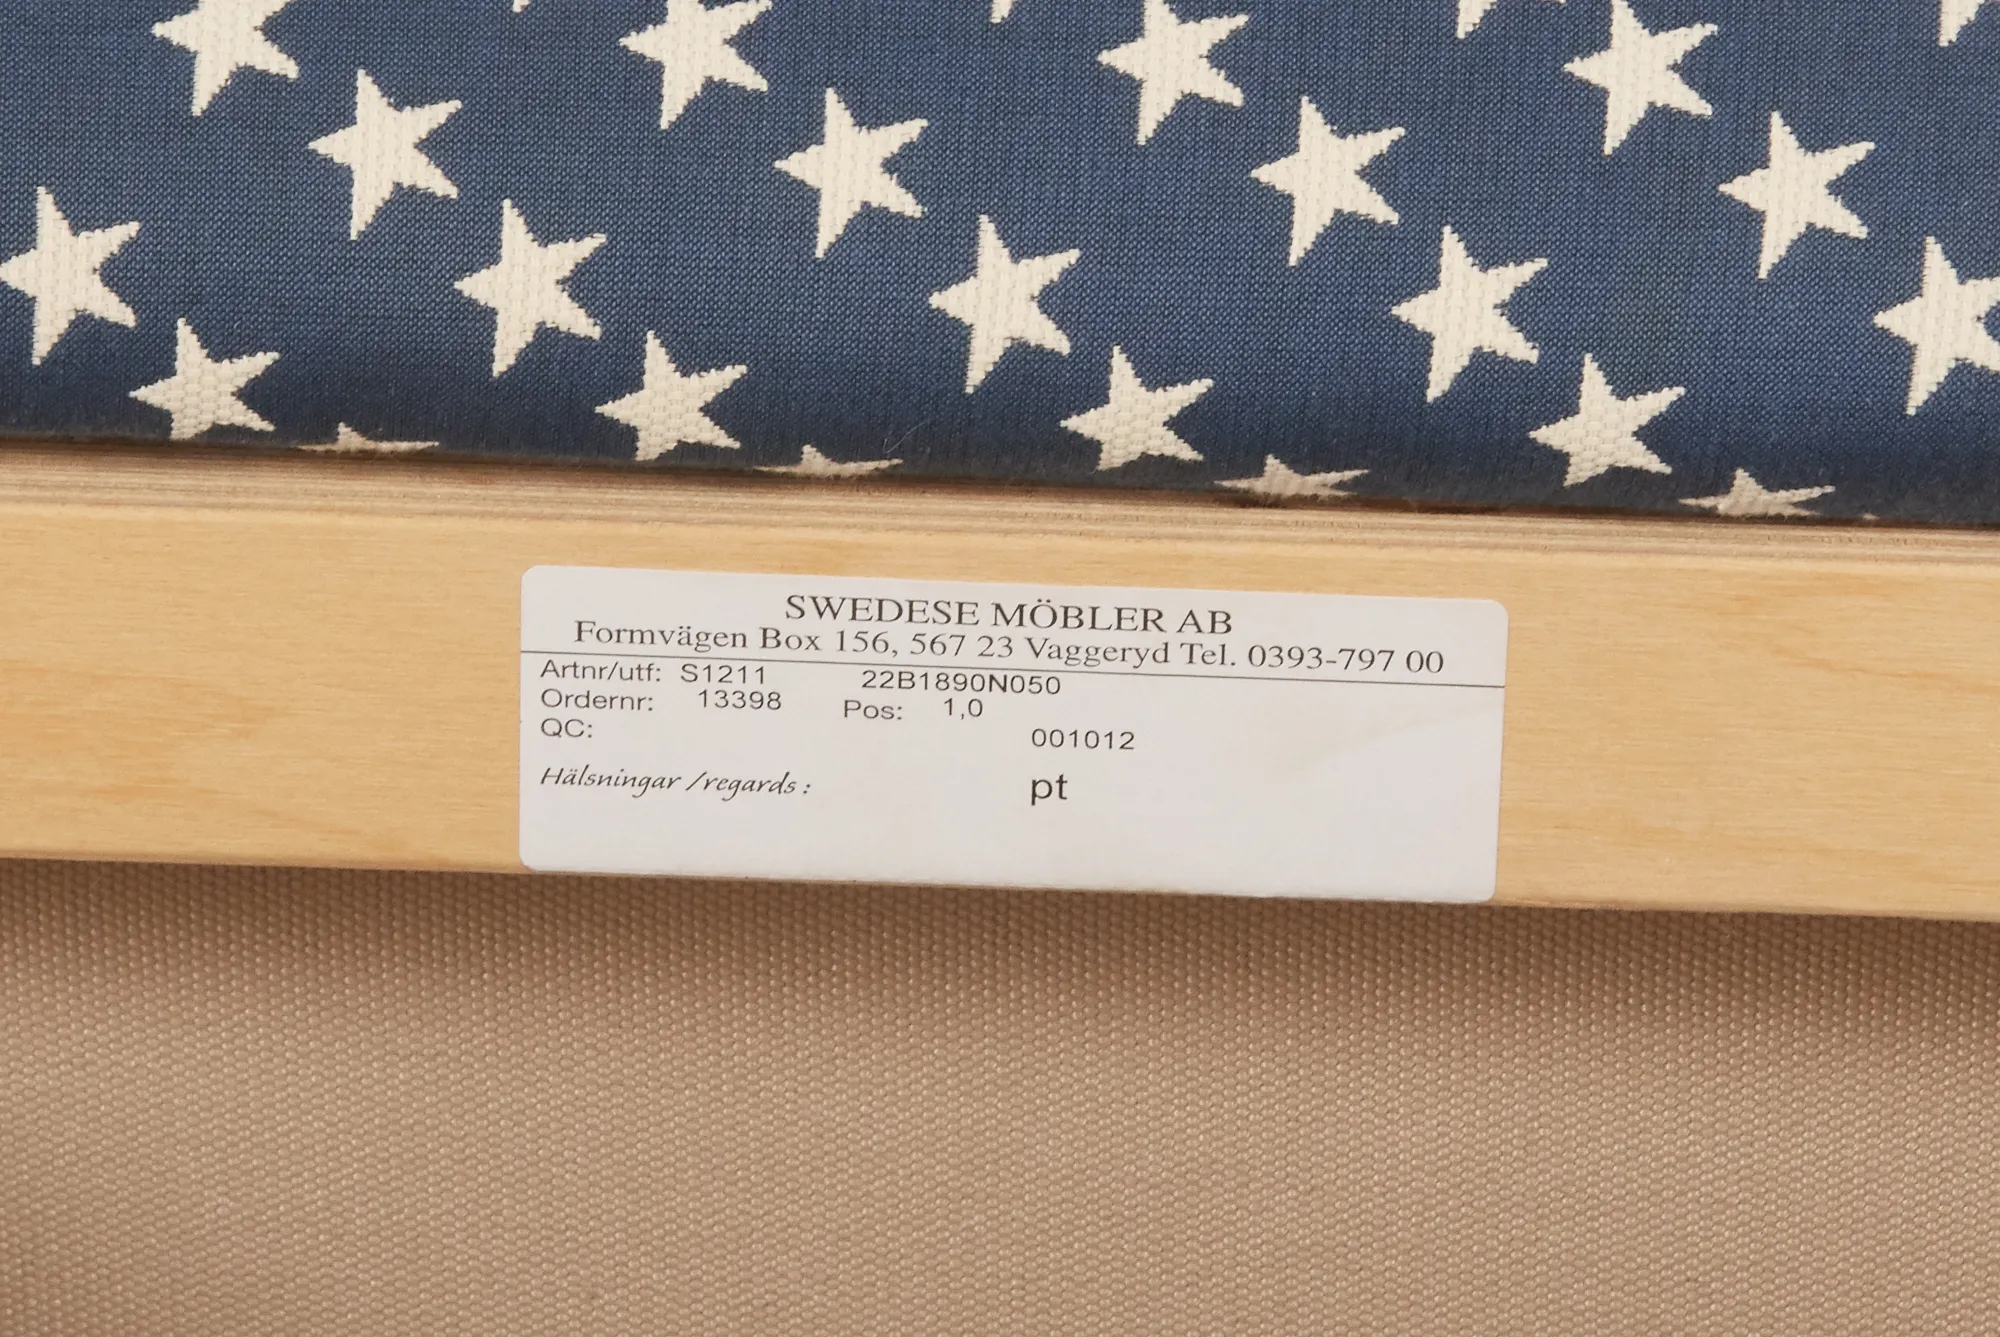 SWEDESE MÖBLER AB
Formvägen Box 156, 567 23 Vaggeryd Tel. 0393-797 00
Artnr/utf: S1211 22B1890N050
Ordernr: 13398 Pos: 1,0
QC: 001012
Hälsningar /regards : pt